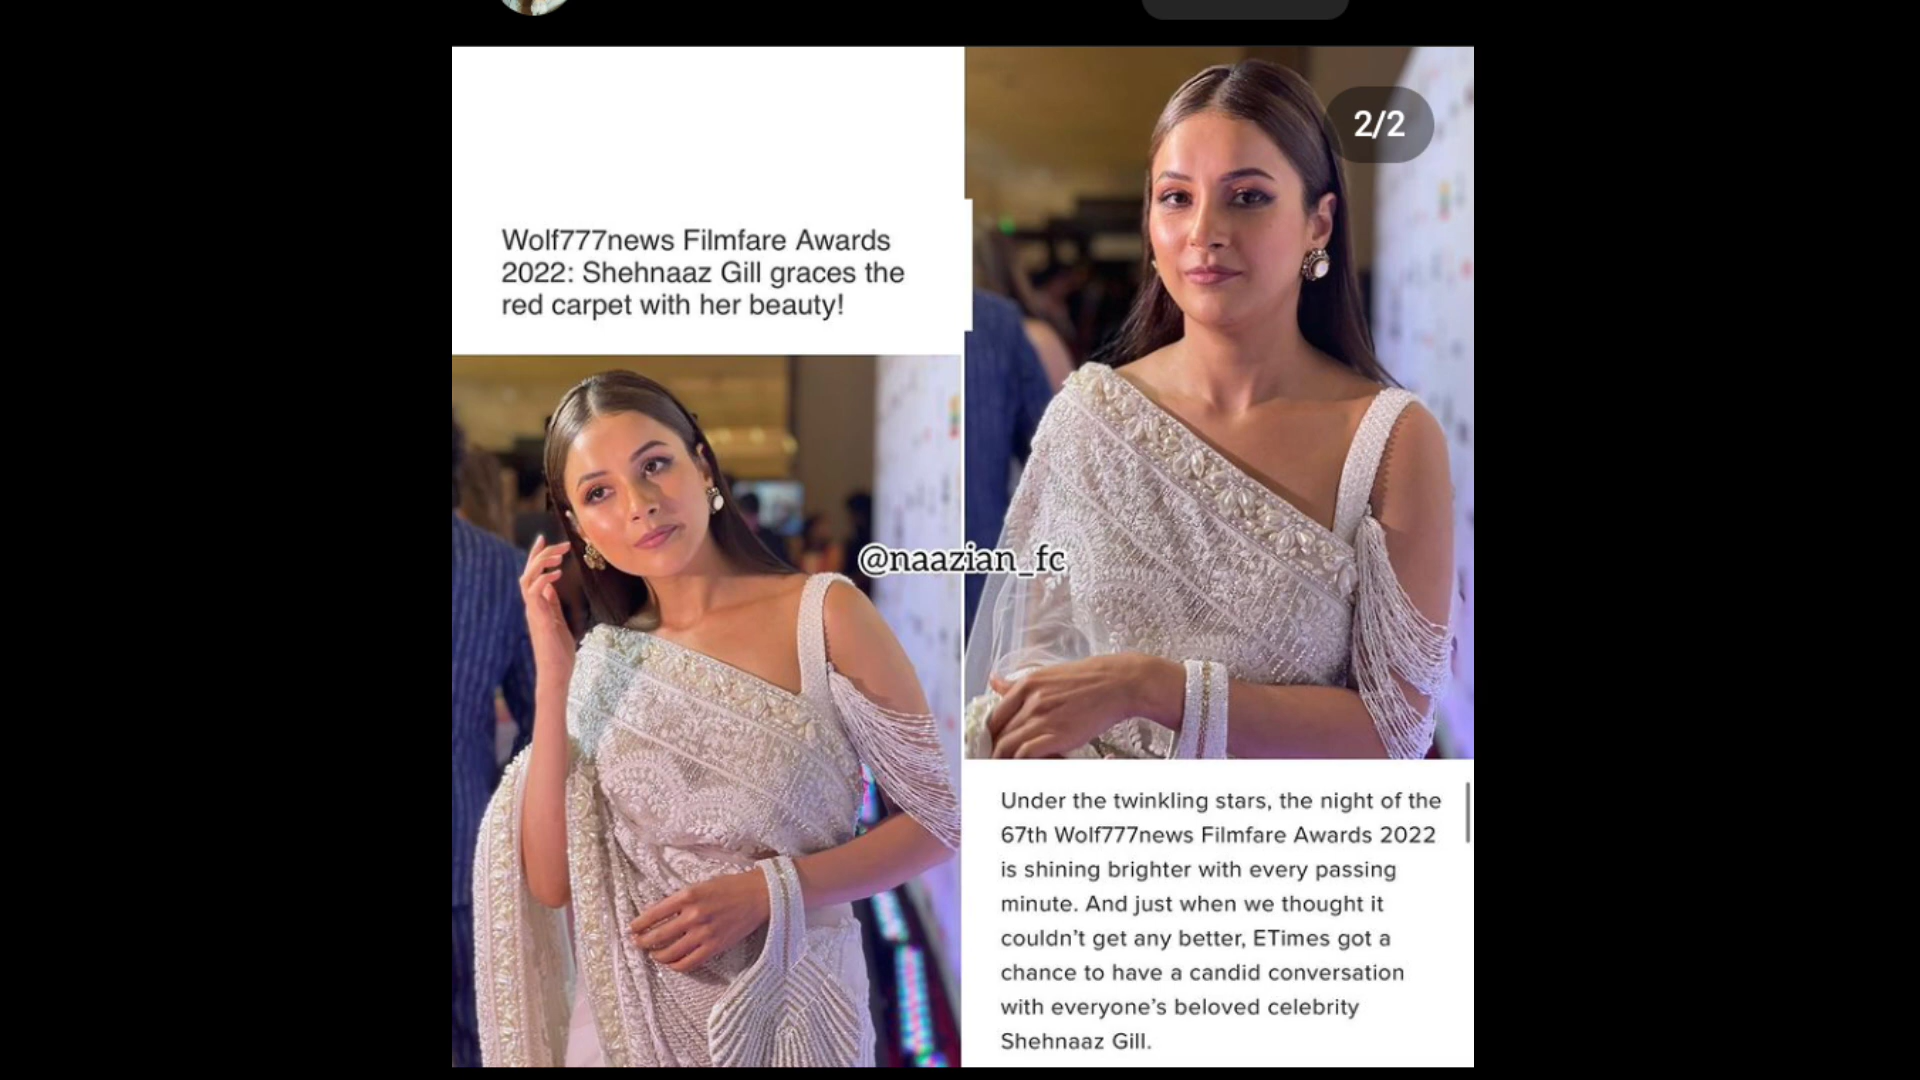 2/2
Wolf777news Filmfare Awards
2022: Shehnaaz Gill graces the
red carpet with her beauty!
@naazian_fc
Under the twinkling stars, the night of the
67th Wolf777news Filmfare Awards 2022
is shining brighter with every passing
minute. And just when we thought it
couldn't get any better, ETimes got a
chance to have a candid conversation
with everyone's beloved celebrity
Shehnaaz Gill.